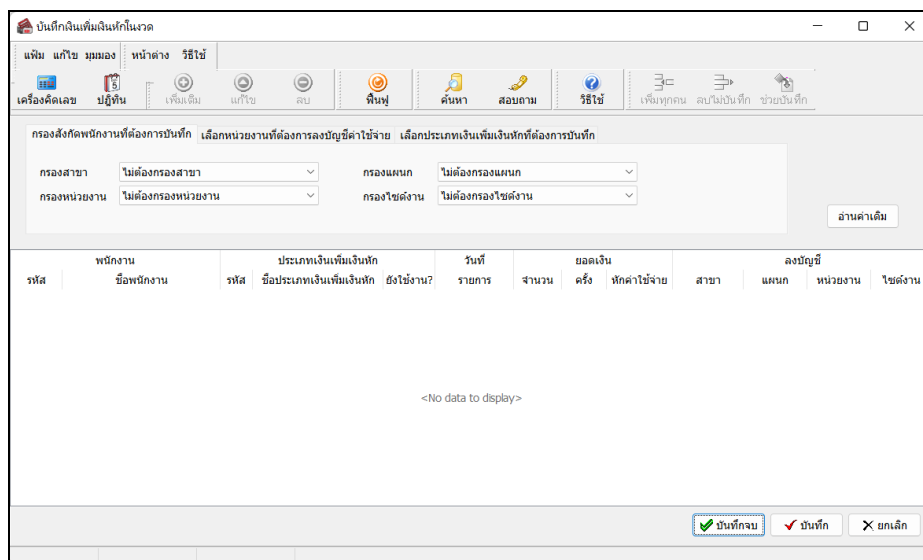 บันทึกเงินเพิ่มเงินหักในงวด
แฟ้ม แก้ไข มุมมอง หน้าต่าง วิธีใช้
5
เครื่องคิดเลข ปฏิทิน เพิ่มเติม แก้ไข ลบ ฟื้นฟู ค้นหา สอบถาม วิธีใช้ เพิ่มทุกคน ลบไม่บันทึก ช่วยบันทึก
กรองสังกัดพนักงานที่ต้องการบันทึก เลือกหน่วยงานที่ต้องการลงบัญชีค่าใช้จ่าย เลือกประเภทเงินเพิ่มเงินหักที่ต้องการบันทึก
กรองสาขา ไม่ต้องกรองสาขา กรองแผนก ไม่ต้องกรองแผนก
กรองหน่วยงาน ไม่ต้องกรองหน่วยงาน กรองไซด์งาน ไม่ต้องกรองไซด์งาน
อ่านค่าเดิม
พนักงาน ประเภทเงินเพิ่มเงินหัก วันที่ ยอดเงิน ลงบัญชี
รหัส ชื่อพนักงาน รหัส ชื่อประเภทเงินเพิ่มเงินหัก ยังใช้งาน? รายการ จำนวน ครั้ง หักค่าใช้จ่าย สาขา แผนก หน่วยงาน ไซด์งาน
<No data to display>
บันทึกจบ บันทึก ยกเลิก